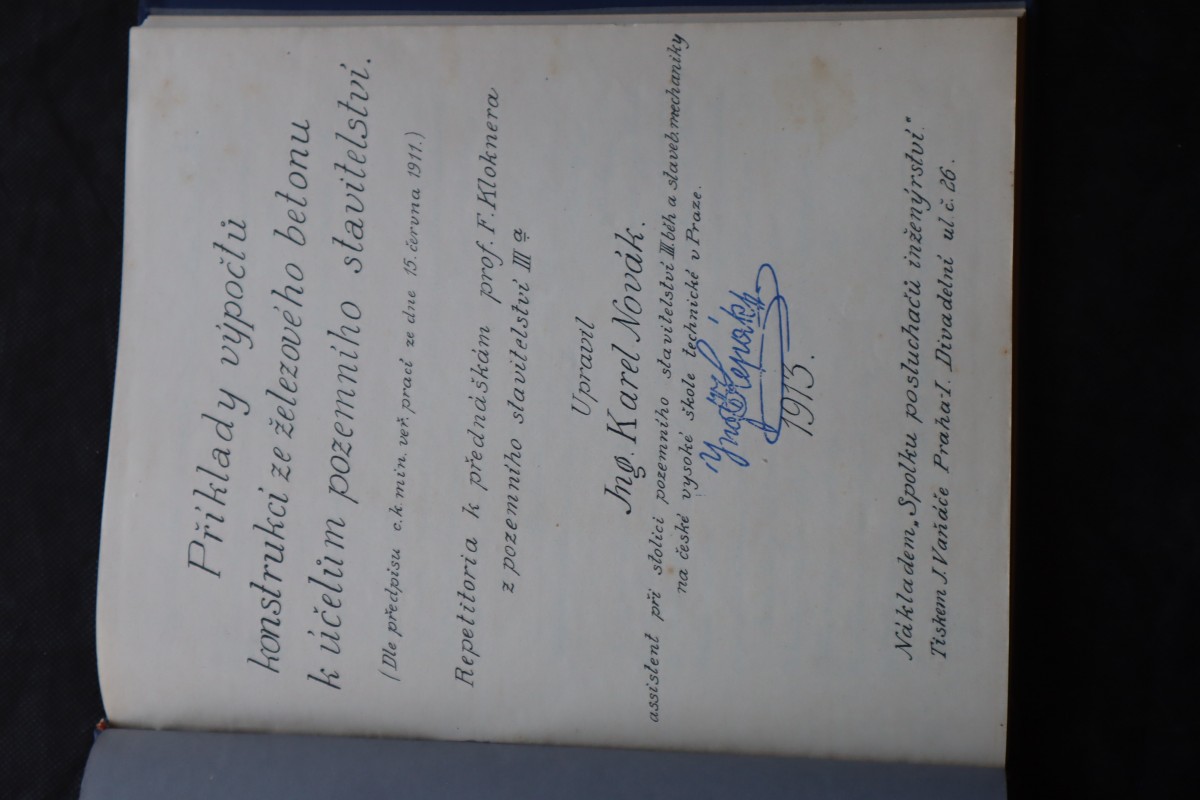 Příklady výpočtů
konstrukcí ze železového betonu
k účelům pozemního stavitelství.
(Dle předpisu c.k. min. veř. prací ze dne 15. června 1911.)
Repetitoria k přednáškám prof. F. Kloknera
z pozemního stavitelství III a
Upravil
Ing. Karel Novák.
assistent při stolici pozemního stavitelství III. běh a staveb. mechaniky
na české vysoké škole technické v Praze.
1913.
Nákladem „Spolku posluchačů inženýrství."
Tiskem J. Vaňáče Praha-I. Divadelní ul. č. 26.